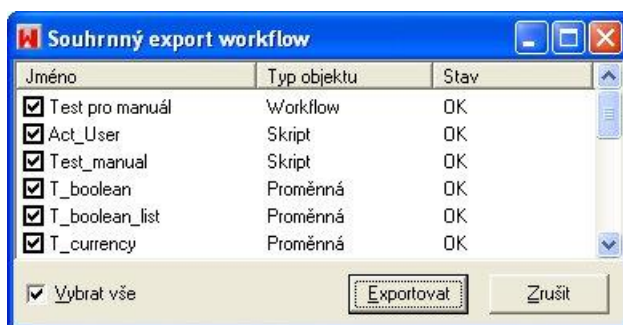 Souhrnný export workflow
Jméno Typ objektu Stav
Test pro manuál Workflow OK
Act_User Skript OK
Test_manual Skript OK
T_boolean Proměnná OK
T_boolean_list Proměnná OK
T_currency Proměnná OK
Vybrat vše Exportovat Zrušit